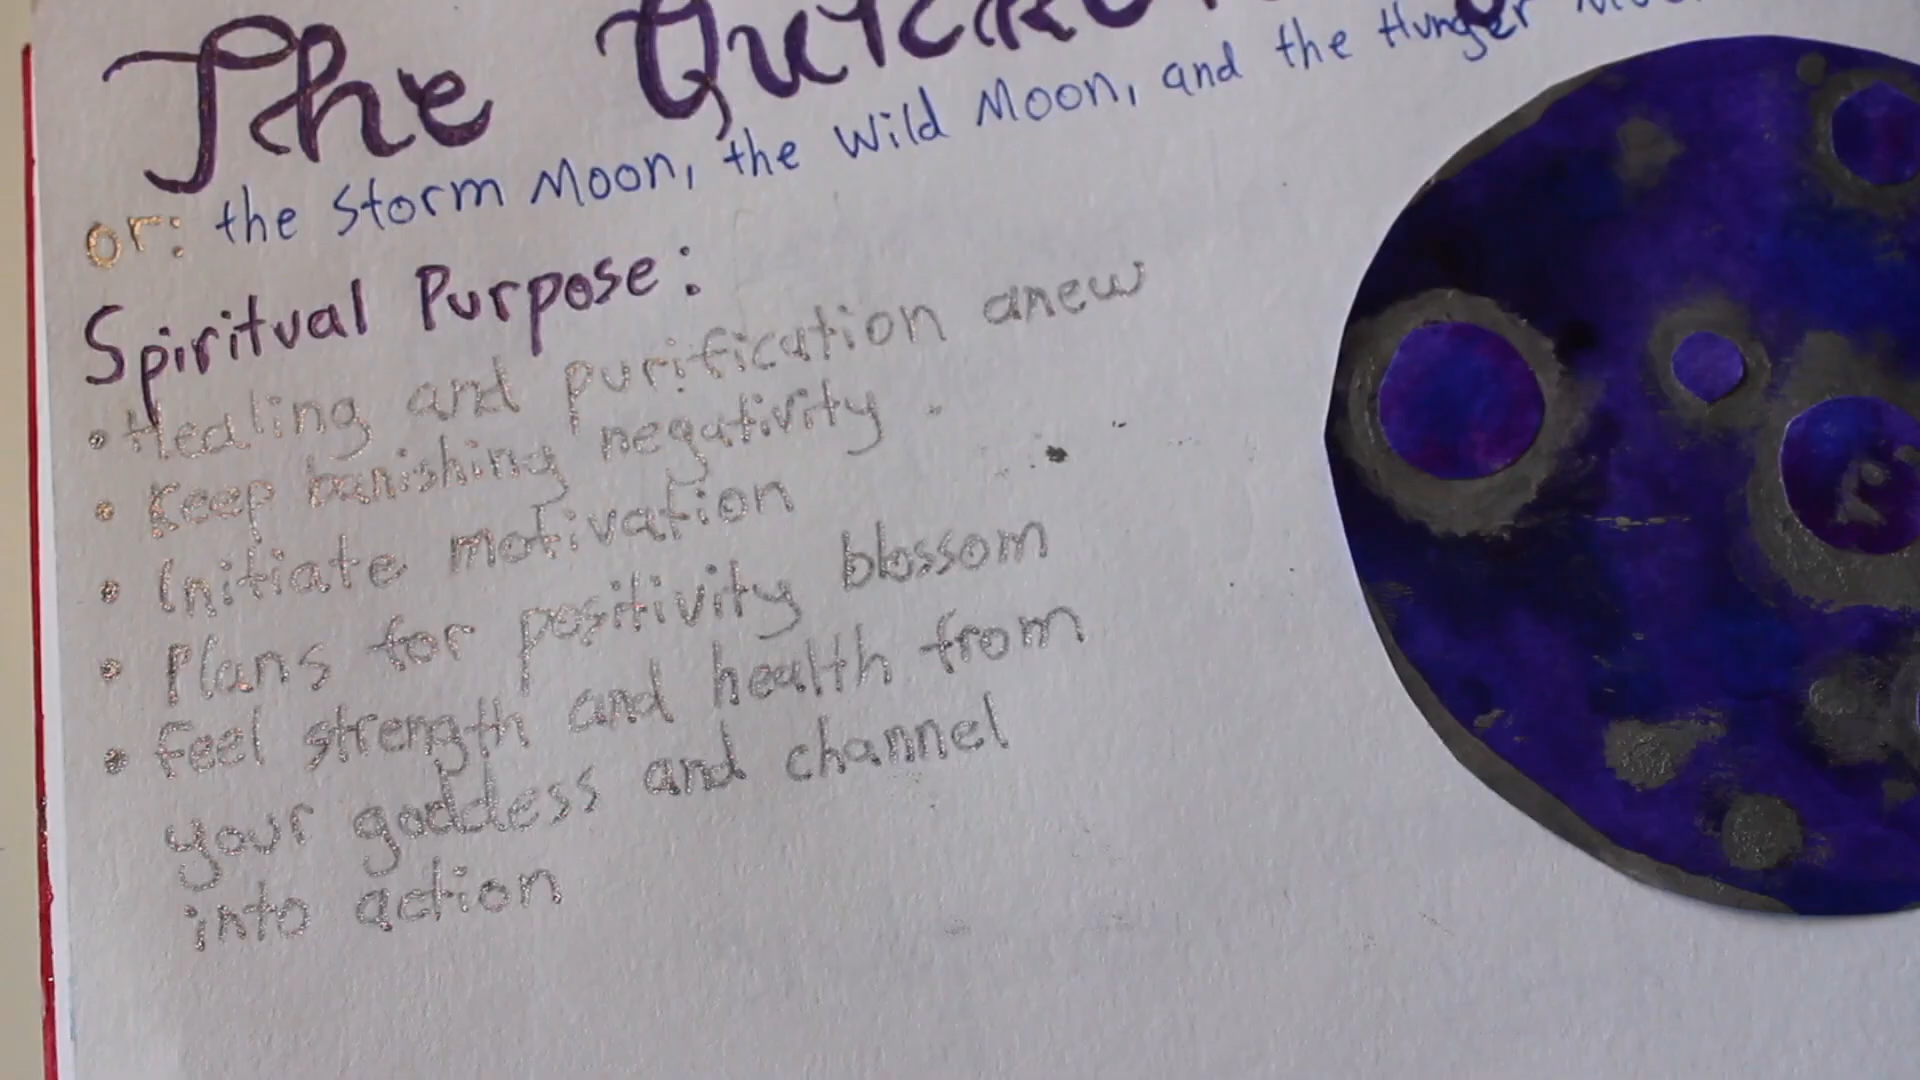 The
or: the Storm Moon, the Wild Moon, and the Hunger
Spiritual Purpose:
• Healing and purification anew
• Keep banishing negativity.
• Initiate motivation
• Plans for positivity blossom
• Feel strength and health from
your goddess and channel
into action